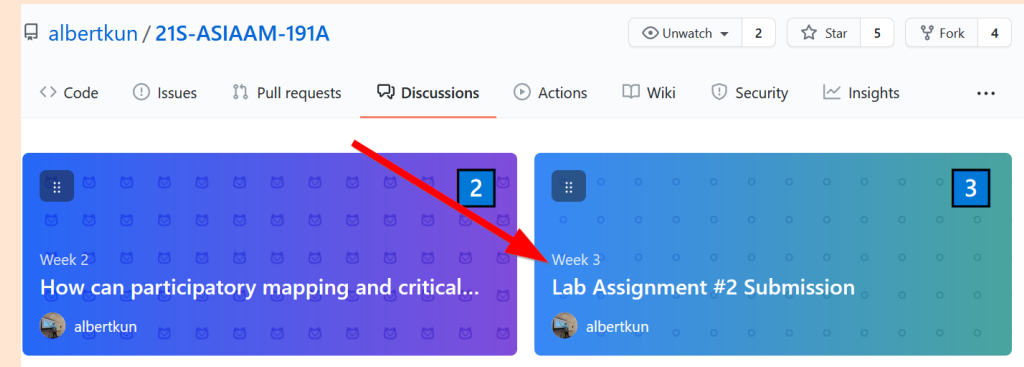 albertkun / 21S-ASIAAM-191A
Unwatch 2
Star 5
Fork 4
Code Issues Pull requests Discussions Actions Wiki Security Insights ...
2
Week 2
How can participatory mapping and critical...
albertkun
3
Week 3
Lab Assignment #2 Submission
albertkun